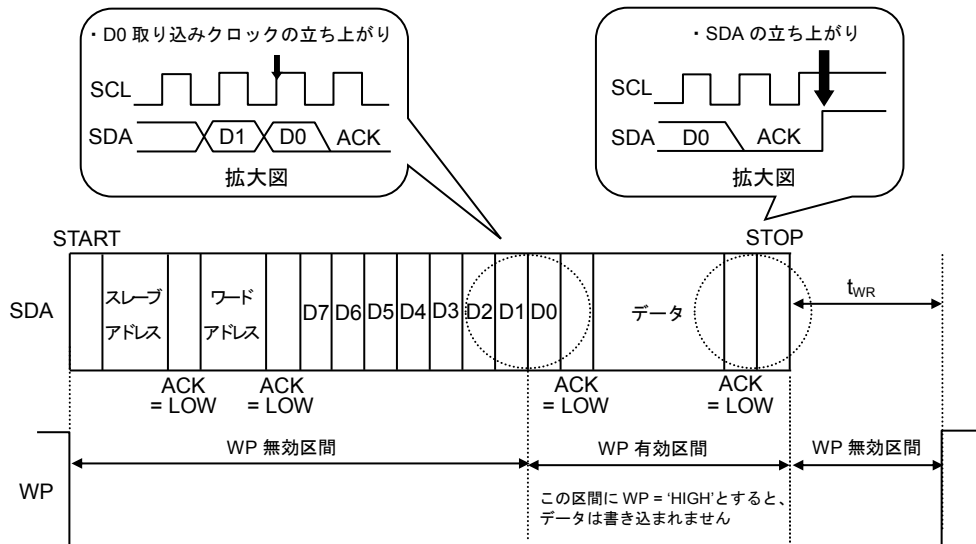 ・D0 取り込みクロックの立ち上がり
SCL
SDA
D1
D0
ACK
拡大図
・SDA の立ち上がり
SCL
SDA
D0
ACK
拡大図
START
STOP
SDA
スレーブ
アドレス
ワード
アドレス
D7
D6
D5
D4
D3
D2
D1
D0
データ
tWR
ACK
= LOW
ACK
= LOW
ACK
= LOW
ACK
= LOW
WP
WP 無効区間
WP 有効区間
WP 無効区間
この区間に WP = ‘HIGH’とすると、
データは書き込まれません